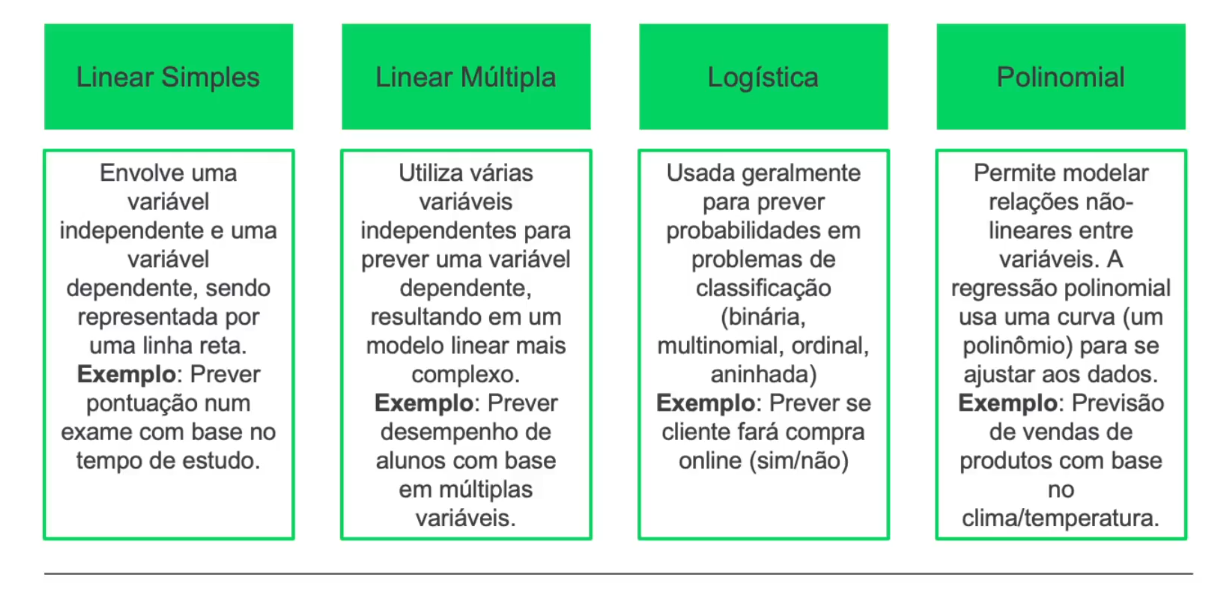 Linear Simples
Linear Múltipla
Logística
Polinomial
Envolve uma
variável
independente e uma
variável
dependente, sendo
representada por
uma linha reta.
Exemplo: Prever
pontuação num
exame com base no
tempo de estudo.
Utiliza várias
variáveis
independentes para
prever uma variável
dependente,
resultando em um
modelo linear mais
complexo.
Exemplo: Prever
desempenho de
alunos com base
em múltiplas
variáveis.
Usada geralmente
para prever
probabilidades em
problemas de
classificação
(binária,
multinomial, ordinal,
aninhada)
Exemplo: Prever se
cliente fará compra
online (sim/não)
Permite modelar
relações não-
lineares entre
variáveis. A
regressão polinomial
usa uma curva (um
polinômio) para se
ajustar aos dados.
Exemplo: Previsão
de vendas de
produtos com base
no
clima/temperatura.